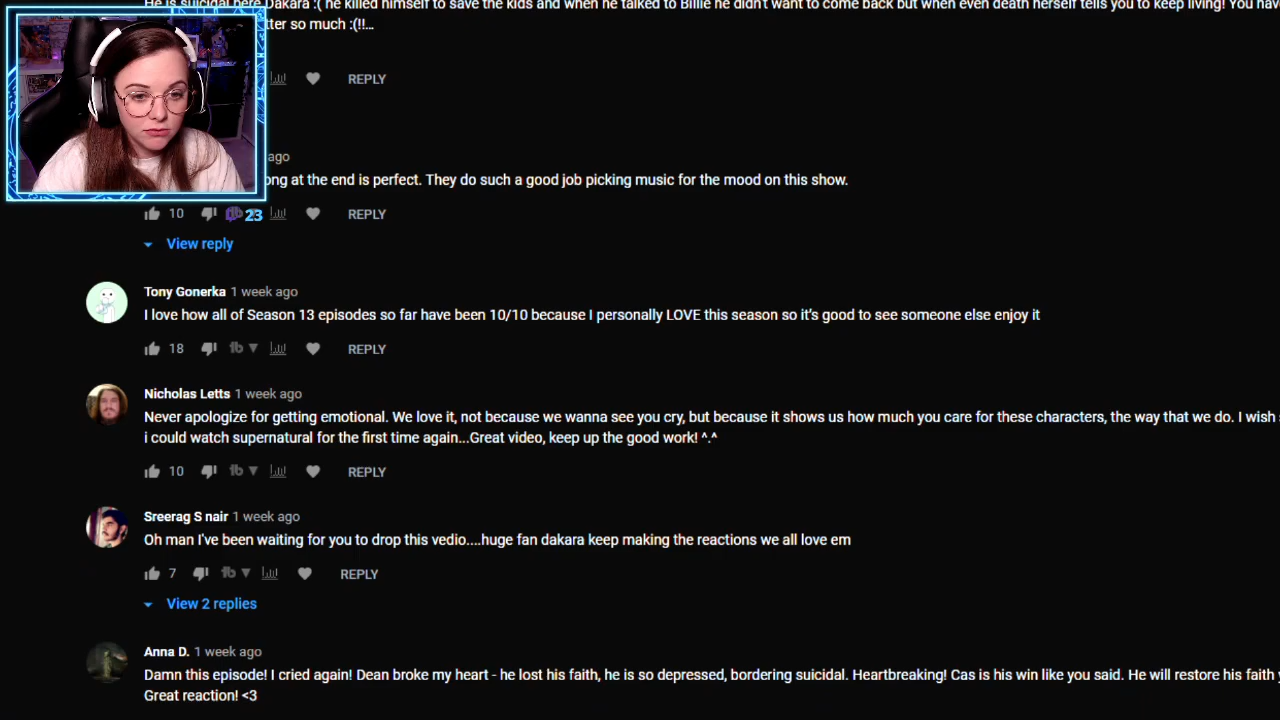 He is suicidal here Dakara :( he killed himself to save the kids and when he talked to Billie he didn't want to come back but when even death herself tells you to keep living! You have
tter so much :(!!...
REPLY
ago
ong at the end is perfect. They do such a good job picking music for the mood on this show.
10 23 REPLY
View reply
Tony Gonerka 1 week ago
I love how all of Season 13 episodes so far have been 10/10 because I personally LOVE this season so it's good to see someone else enjoy it
18 REPLY
Nicholas Letts 1 week ago
Never apologize for getting emotional. We love it, not because we wanna see you cry, but because it shows us how much you care for these characters, the way that we do. I wish
i could watch supernatural for the first time again...Great video, keep up the good work! ^.^
10 REPLY
Sreerag S nair 1 week ago
Oh man I've been waiting for you to drop this vedio....huge fan dakara keep making the reactions we all love em
7 REPLY
View 2 replies
Anna D. 1 week ago
Damn this episode! I cried again! Dean broke my heart - he lost his faith, he is so depressed, bordering suicidal. Heartbreaking! Cas is his win like you said. He will restore his faith
Great reaction! <3